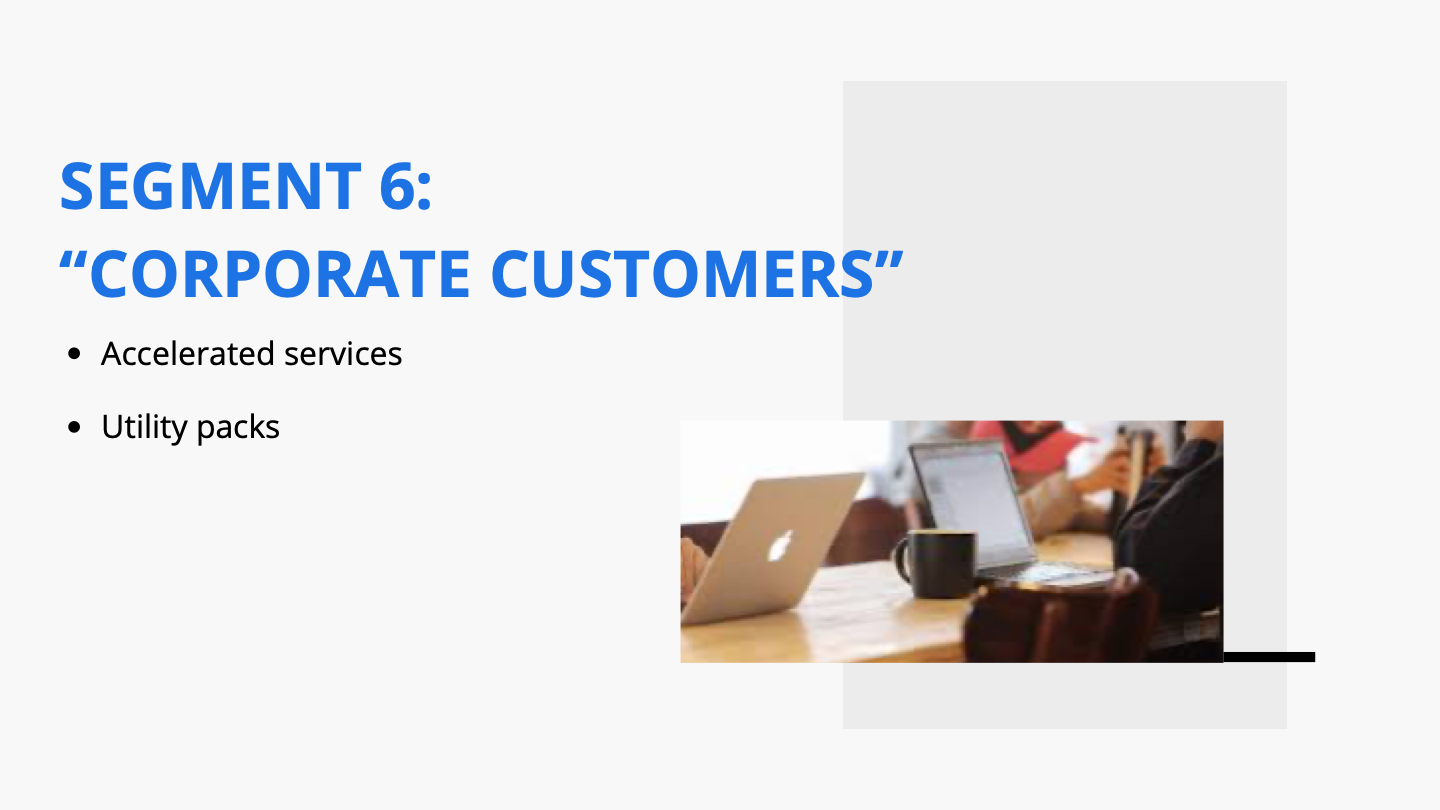 SEGMENT 6:
“CORPORATE CUSTOMERS”
Accelerated services
Utility packs